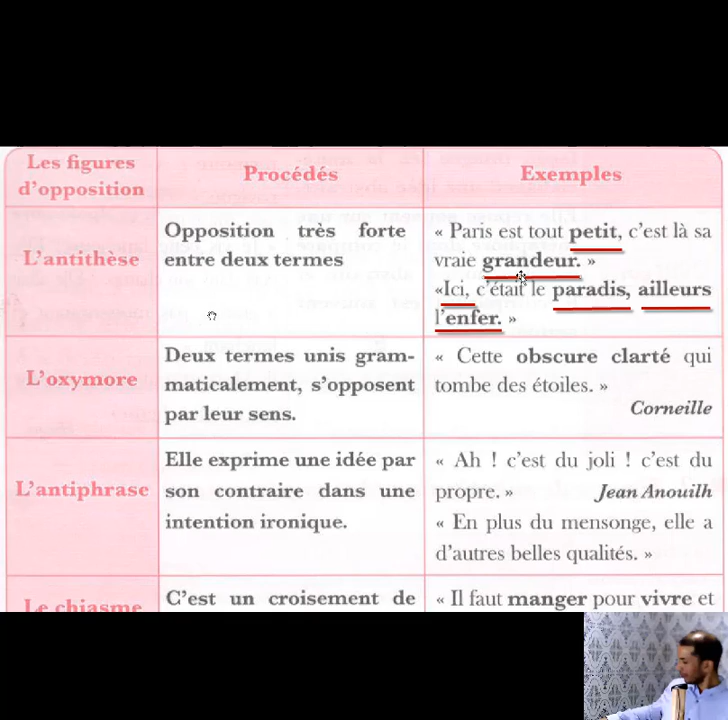 Les figures
d'opposition
Procédés
Exemples
L'antithèse
Opposition très forte
entre deux termes
« Paris est tout petit, c'est là sa
vraie grandeur. »
«Ici, c'était le paradis, ailleurs
l'enfer. »
L'oxymore
Deux termes unis gram-
maticalement, s'opposent
par leur sens.
« Cette obscure clarté qui
tombe des étoiles. »
Corneille
L'antiphrase
Elle exprime une idée par
son contraire dans une
intention ironique.
« Ah ! c'est du joli ! c'est du
propre. » Jean Anouilh
« En plus du mensonge, elle a
d'autres belles qualités. »
Le chiasme
C'est un croisement de
« Il faut manger pour vivre et